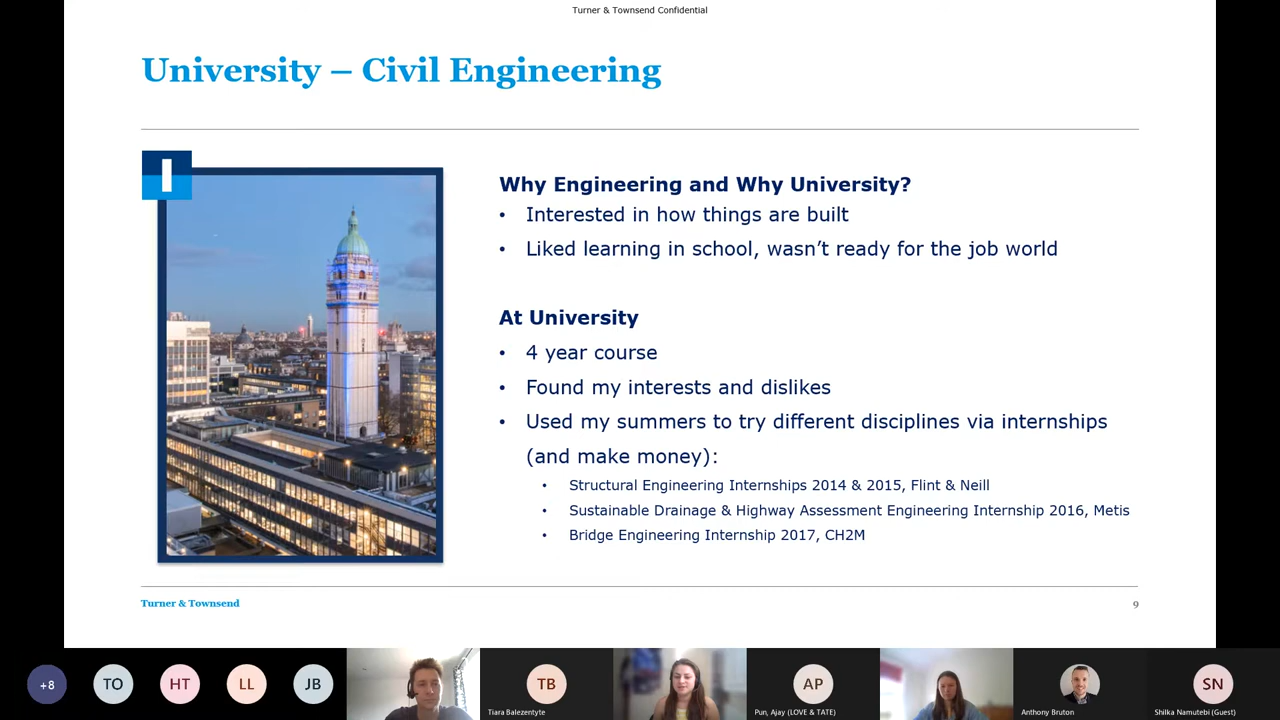 Turner & Townsend Confidential
University – Civil Engineering
I
Why Engineering and Why University?
• Interested in how things are built
• Liked learning in school, wasn’t ready for the job world
At University
• 4 year course
• Found my interests and dislikes
• Used my summers to try different disciplines via internships
(and make money):
• Structural Engineering Internships 2014 & 2015, Flint & Neill
• Sustainable Drainage & Highway Assessment Engineering Internship 2016, Metis
• Bridge Engineering Internship 2017, CH2M
Turner & Townsend
9
+8
TO
HT
LL
JB
TB
Tiara Balezentyte
AP
Pun, Ajay (LOVE & TATE)
Anthony Bruton
SN
Shilka Namutebi (Guest)